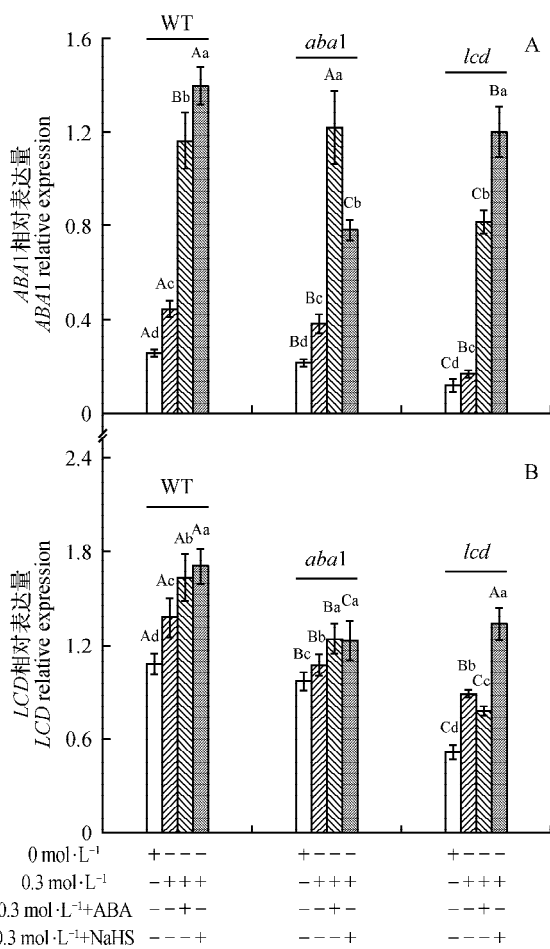 WT
aba1
lcd
A
1.6
1.2
0.8
0.4
0
ABA1相对表达量
ABA1 relative expression
Ad Ac Bb Aa
Bd Bc Aa Cb
Cd Bc Cb Ba
WT
aba1
lcd
B
2.4
1.8
1.2
0.6
0
LCD相对表达量
LCD relative expression
Ad Ac Ab Aa
Bc Bb Ba Ca
Cd Bb Cc Aa
0 mol·L⁻¹ + − − − + − − − + − − −
0.3 mol·L⁻¹ − + + + − + + + − + + +
0.3 mol·L⁻¹+ABA − − + − − − + − − − + −
0.3 mol·L⁻¹+NaHS − − − + − − − + − − − +